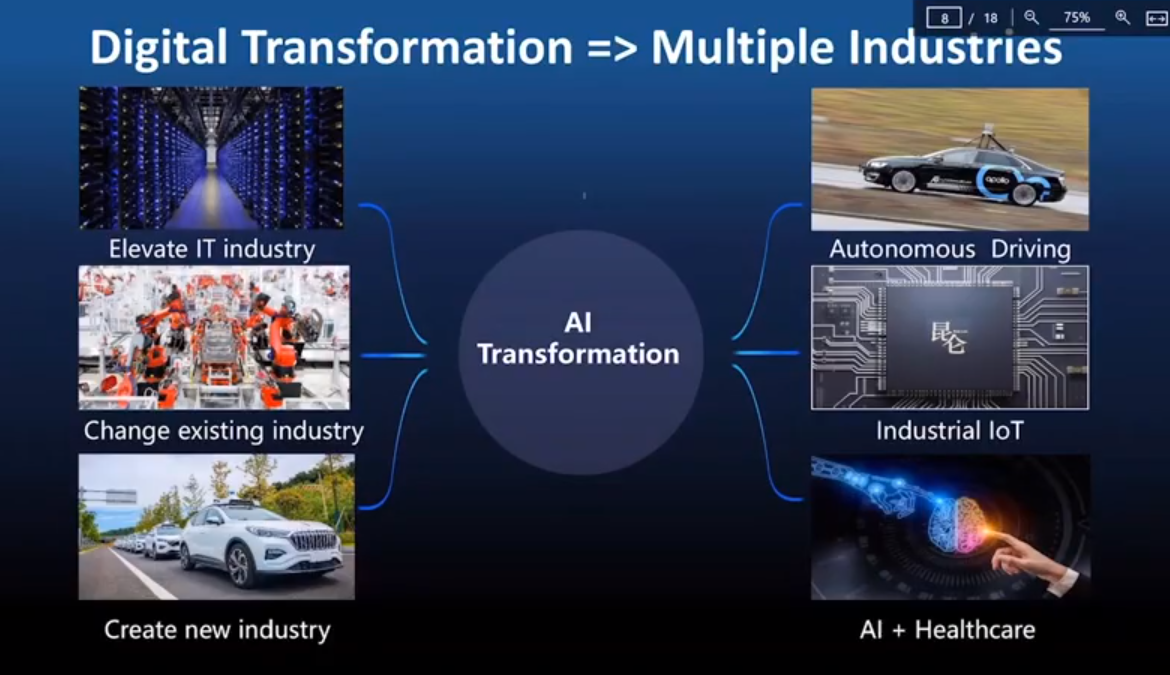 8 / 18 75%
Digital Transformation => Multiple Industries
Elevate IT industry
Change existing industry
Create new industry
AI
Transformation
apollo
Autonomous Driving
昆仑
Industrial IoT
AI + Healthcare